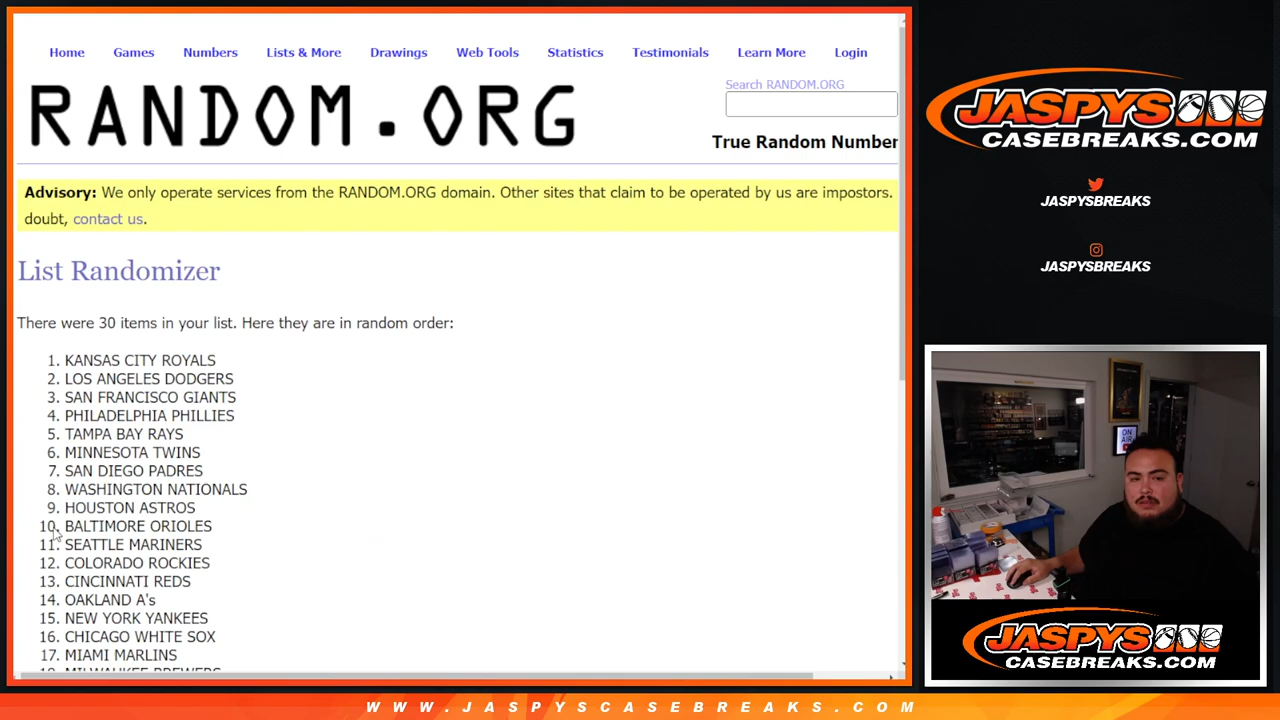 Home Games Numbers Lists & More Drawings Web Tools Statistics Testimonials Learn More Login
RANDOM.ORG
Search RANDOM.ORG
True Random Number
Advisory: We only operate services from the RANDOM.ORG domain. Other sites that claim to be operated by us are impostors.
doubt, contact us.
List Randomizer
There were 30 items in your list. Here they are in random order:
1. KANSAS CITY ROYALS
2. LOS ANGELES DODGERS
3. SAN FRANCISCO GIANTS
4. PHILADELPHIA PHILLIES
5. TAMPA BAY RAYS
6. MINNESOTA TWINS
7. SAN DIEGO PADRES
8. WASHINGTON NATIONALS
9. HOUSTON ASTROS
10. BALTIMORE ORIOLES
11. SEATTLE MARINERS
12. COLORADO ROCKIES
13. CINCINNATI REDS
14. OAKLAND A's
15. NEW YORK YANKEES
16. CHICAGO WHITE SOX
17. MIAMI MARLINS
18. MILWAUKEE BREWERS
JASPYS
CASEBREAKS.COM
JASPYSBREAKS
JASPYSBREAKS
ON
AIR
JASPYS
CASEBREAKS.COM
WWW.JASPYSCASEBREAKS.COM